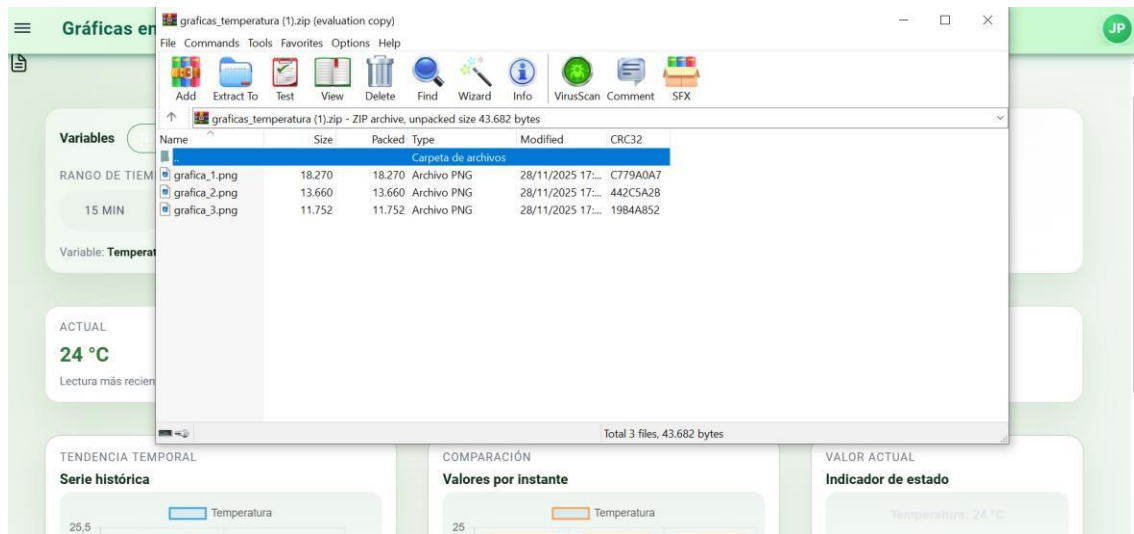 graficas_temperatura (1).zip (evaluation copy)
File Commands Tools Favorites Options Help
Add Extract To Test View Delete Find Wizard Info VirusScan Comment SFX
graficas_temperatura (1).zip - ZIP archive, unpacked size 43.682 bytes
Name Size Packed Type Modified CRC32
.. Carpeta de archivos
grafica_1.png 18.270 18.270 Archivo PNG 28/11/2025 17:... C779A0A7
grafica_2.png 13.660 13.660 Archivo PNG 28/11/2025 17:... 442C5A2B
grafica_3.png 11.752 11.752 Archivo PNG 28/11/2025 17:... 19B4A852
Total 3 files, 43.682 bytes
Gráficas en
JP
Variables
RANGO DE TIEM
15 MIN
Variable: Temperat
ACTUAL
24 °C
Lectura más recien
TENDENCIA TEMPORAL
Serie histórica
Temperatura
25,5
COMPARACIÓN
Valores por instante
Temperatura
25
VALOR ACTUAL
Indicador de estado
Temperatura: 24 °C